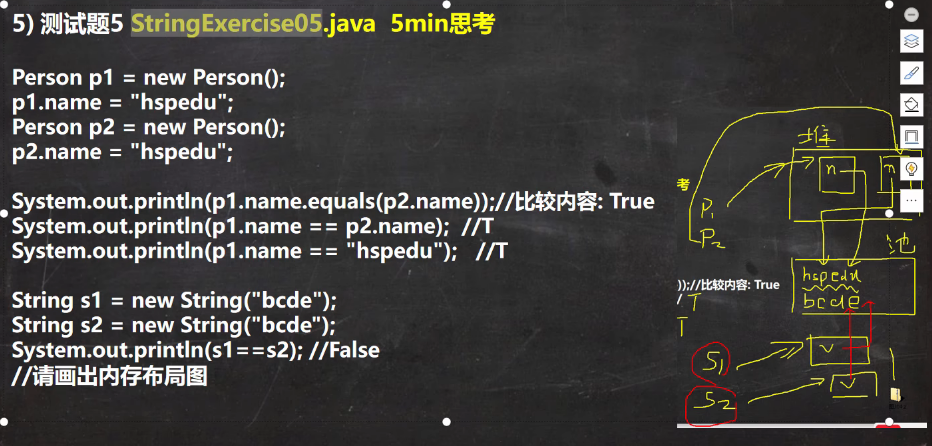 5) 测试题5 StringExercise05.java 5min思考
Person p1 = new Person();
p1.name = "hspedu";
Person p2 = new Person();
p2.name = "hspedu";
System.out.println(p1.name.equals(p2.name));//比较内容: True
System.out.println(p1.name == p2.name);  //T
System.out.println(p1.name == "hspedu");   //T
String s1 = new String("bcde");
String s2 = new String("bcde");
System.out.println(s1==s2); //False
//请画出内存布局图
堆
n
n
考
P1
P2
池
hspedu
bcde
));//比较内容: True
/ T
T
S1
v
S2
v